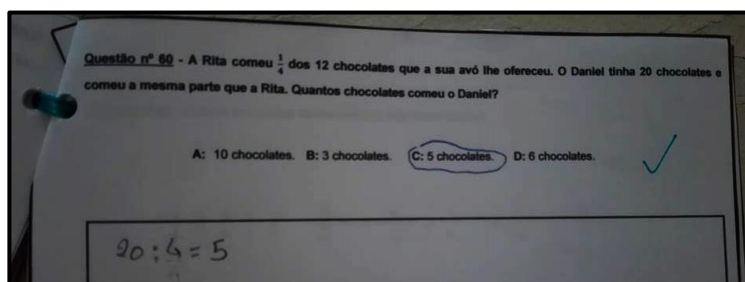 Questão nº 60 - A Rita comeu 1/4 dos 12 chocolates que a sua avó lhe ofereceu. O Daniel tinha 20 chocolates e
comeu a mesma parte que a Rita. Quantos chocolates comeu o Daniel?
A: 10 chocolates. B: 3 chocolates. C: 5 chocolates. D: 6 chocolates.
20 : 4 = 5